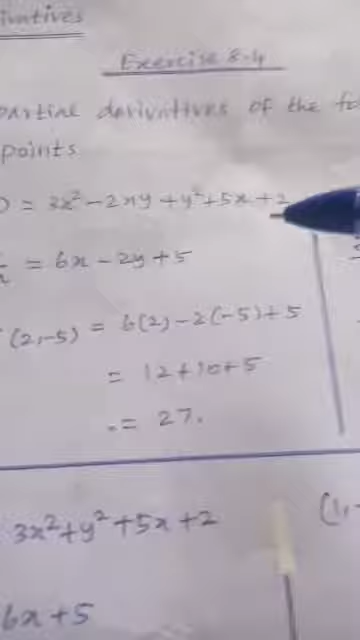 Exercise 8.4
partial derivatives of the
points
= 3x² - 2xy + y² + 5x + 2
= 6x - 2y + 5
(2,-5) = 6(2) - 2(-5) + 5
= 12 + 10 + 5
= 27.
3x² + y² + 5x + 2 (1,-
6x + 5